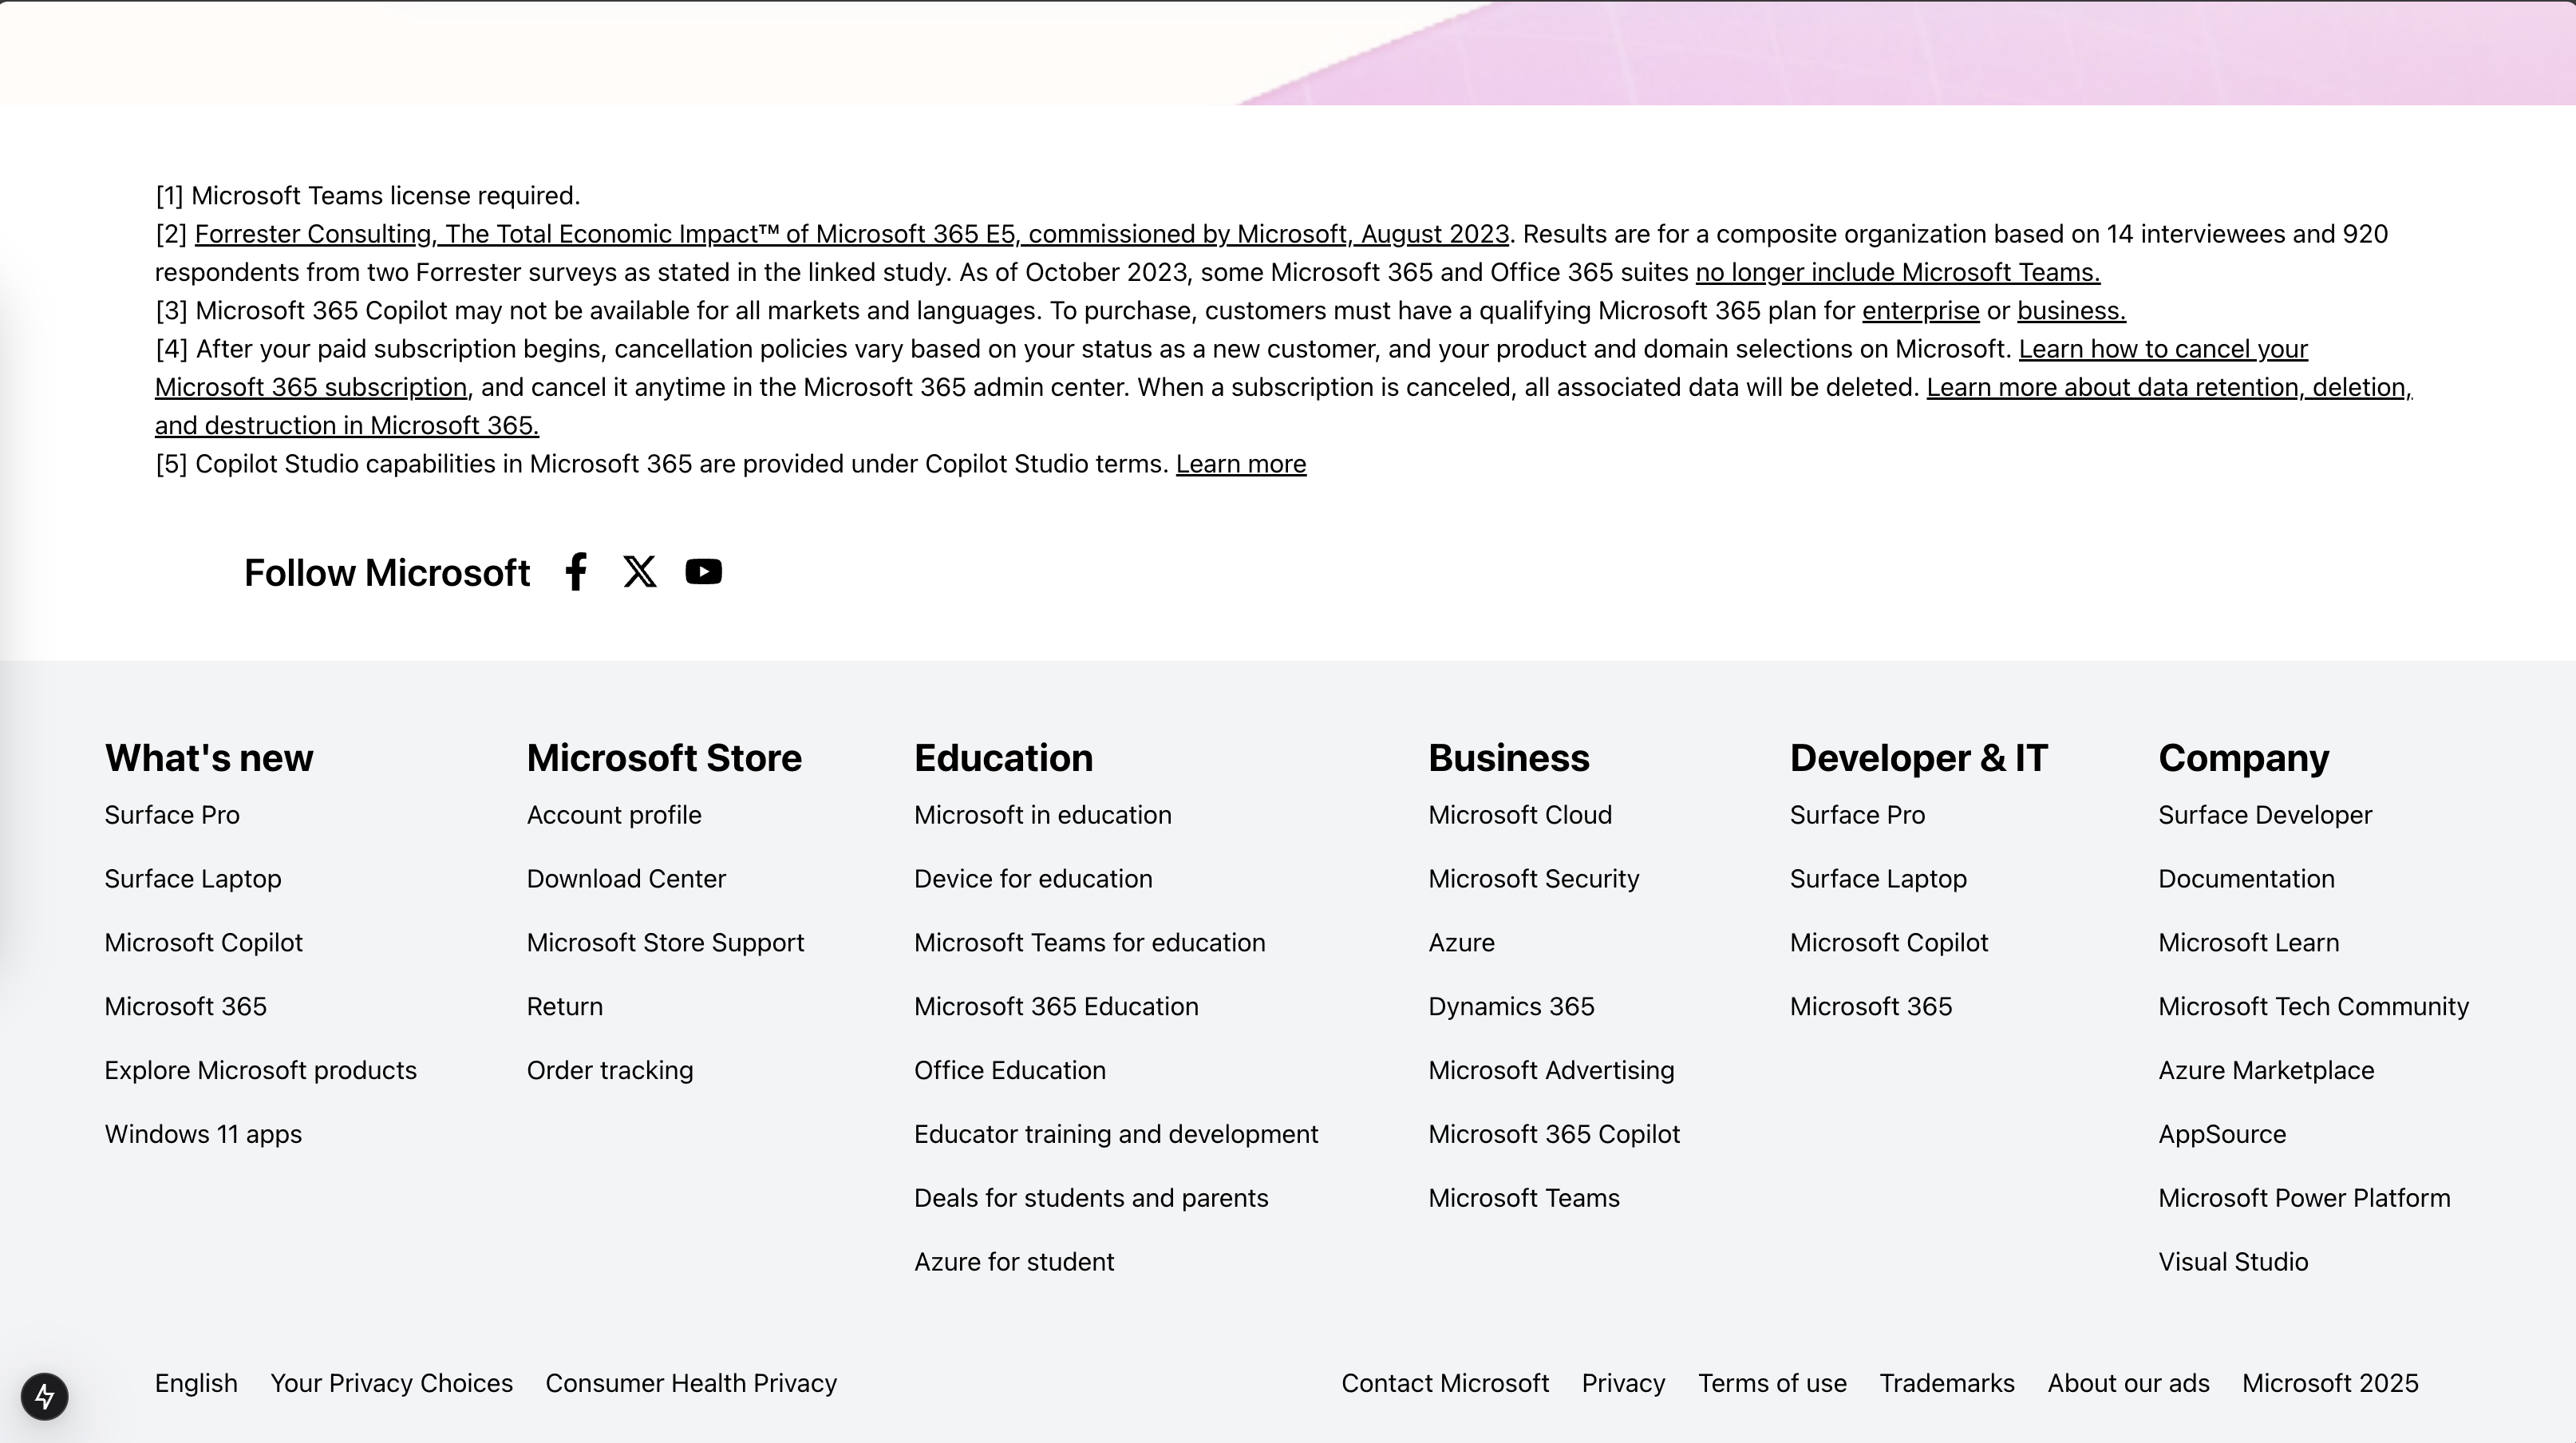 [1] Microsoft Teams license required.
[2] Forrester Consulting, The Total Economic Impact™ of Microsoft 365 E5, commissioned by Microsoft, August 2023. Results are for a composite organization based on 14 interviewees and 920
respondents from two Forrester surveys as stated in the linked study. As of October 2023, some Microsoft 365 and Office 365 suites no longer include Microsoft Teams.
[3] Microsoft 365 Copilot may not be available for all markets and languages. To purchase, customers must have a qualifying Microsoft 365 plan for enterprise or business.
[4] After your paid subscription begins, cancellation policies vary based on your status as a new customer, and your product and domain selections on Microsoft. Learn how to cancel your
Microsoft 365 subscription, and cancel it anytime in the Microsoft 365 admin center. When a subscription is canceled, all associated data will be deleted. Learn more about data retention, deletion,
and destruction in Microsoft 365.
[5] Copilot Studio capabilities in Microsoft 365 are provided under Copilot Studio terms. Learn more
Follow Microsoft
What's new
Surface Pro
Surface Laptop
Microsoft Copilot
Microsoft 365
Explore Microsoft products
Windows 11 apps
Microsoft Store
Account profile
Download Center
Microsoft Store Support
Return
Order tracking
Education
Microsoft in education
Device for education
Microsoft Teams for education
Microsoft 365 Education
Office Education
Educator training and development
Deals for students and parents
Azure for student
Business
Microsoft Cloud
Microsoft Security
Azure
Dynamics 365
Microsoft Advertising
Microsoft 365 Copilot
Microsoft Teams
Developer & IT
Surface Pro
Surface Laptop
Microsoft Copilot
Microsoft 365
Company
Surface Developer
Documentation
Microsoft Learn
Microsoft Tech Community
Azure Marketplace
AppSource
Microsoft Power Platform
Visual Studio
English Your Privacy Choices Consumer Health Privacy Contact Microsoft Privacy Terms of use Trademarks About our ads Microsoft 2025